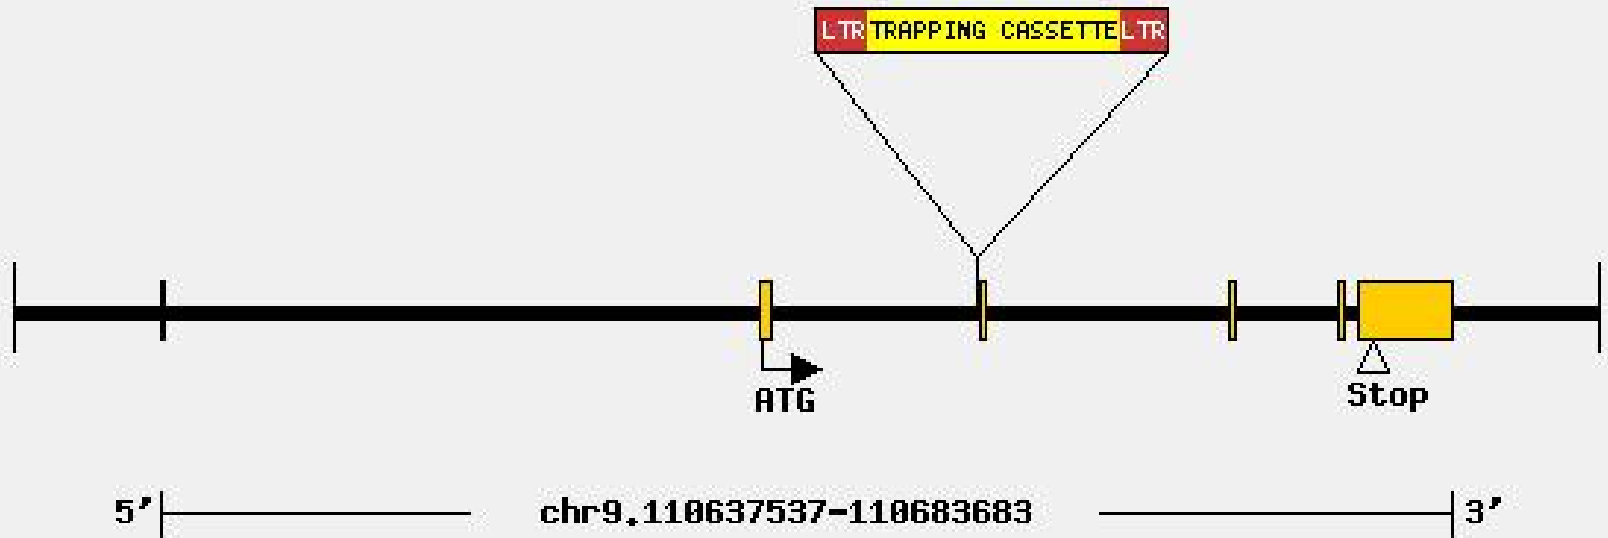 LTR TRAPPING CASSETTE LTR
ATG
Stop
5' chr9.110637537-110683683 3'